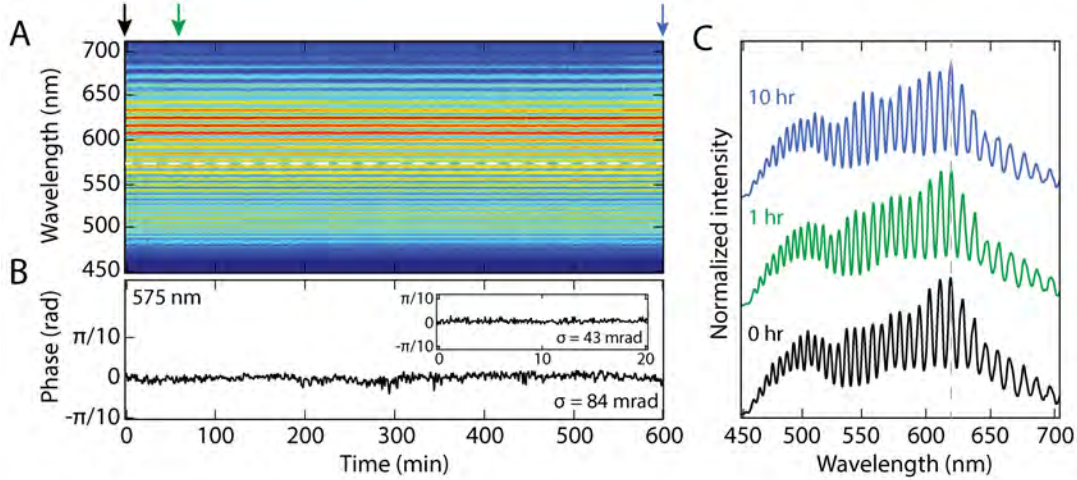 A
Wavelength (nm)
700
650
600
550
500
450
B
575 nm
Phase (rad)
π/10
0
-π/10
π/10
0
-π/10
σ = 43 mrad
0
10
20
σ = 84 mrad
0
100
200
300
400
500
600
Time (min)
C
Normalized intensity
10 hr
1 hr
0 hr
450
500
550
600
650
700
Wavelength (nm)